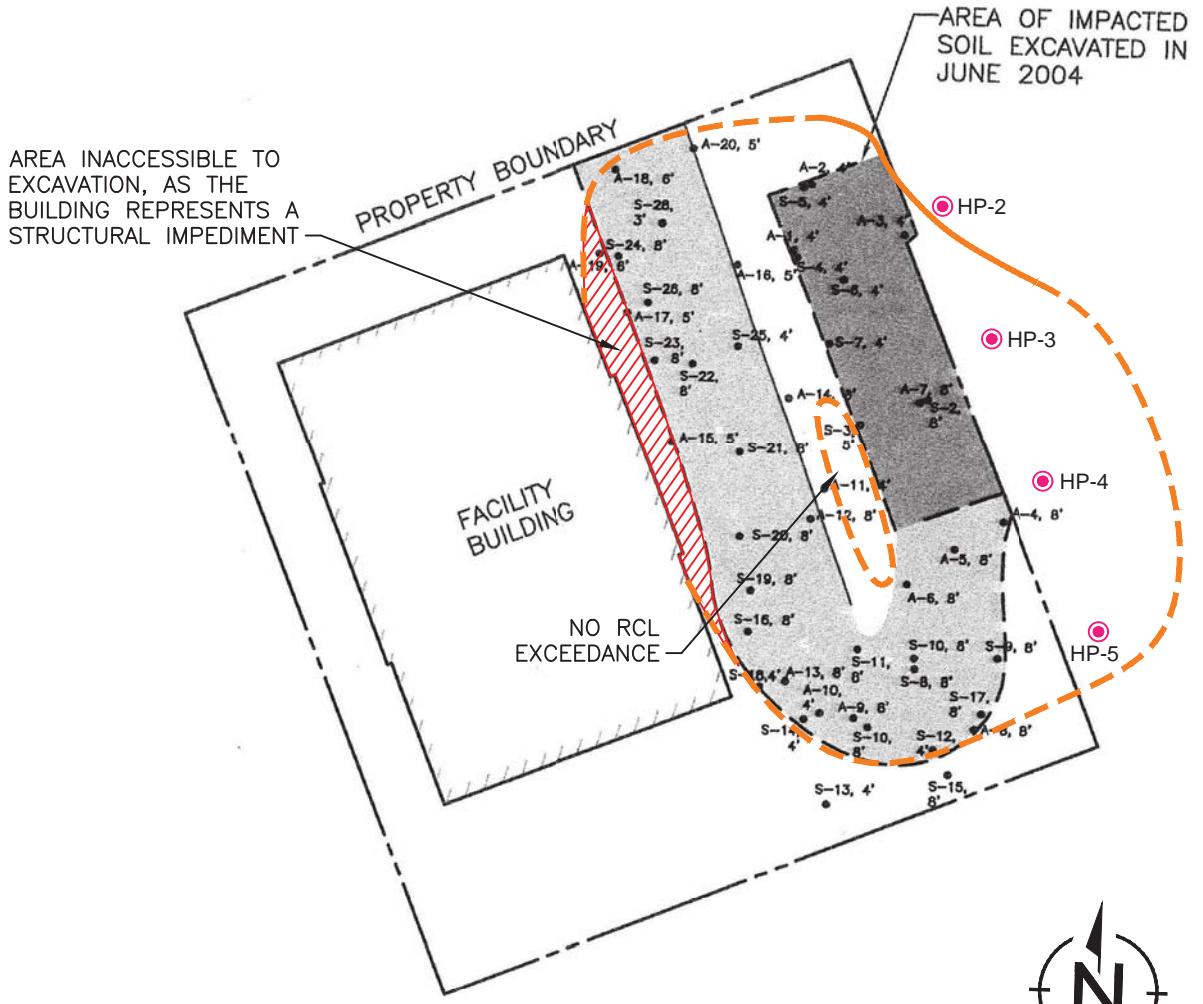 AREA OF IMPACTED
SOIL EXCAVATED IN
JUNE 2004
AREA INACCESSIBLE TO
EXCAVATION, AS THE
BUILDING REPRESENTS A
STRUCTURAL IMPEDIMENT
PROPERTY BOUNDARY
A-20, 5'
A-18, 6'
S-28,
3'
A-2, 4'
S-5, 4'
HP-2
A-3, 4'
A-1, 4'
S-4, 4'
S-24, 8'
A-19, 6'
A-16, 5'
S-6, 4'
S-26, 8'
A-17, 5'
S-25, 4'
S-7, 4'
HP-3
S-23,
8'
S-22,
8'
A-14, 8'
A-7, 8'
S-2,
8'
S-3,
5'
A-15, 5'
S-21, 8'
HP-4
A-11, 4'
A-12, 8'
A-4, 8'
FACILITY
BUILDING
S-20, 8'
A-5, 8'
S-19, 8'
A-6, 8'
S-16, 8'
NO RCL
EXCEEDANCE
HP-5
S-11,
8'
S-10, 8'
S-8, 8'
S-9, 8'
A-13, 8'
A-10,
4'
A-9, 8'
S-10,
8'
S-17,
8'
S-14,
4'
S-12,
4'
A-8, 8'
S-13, 4'
S-15,
8'
N